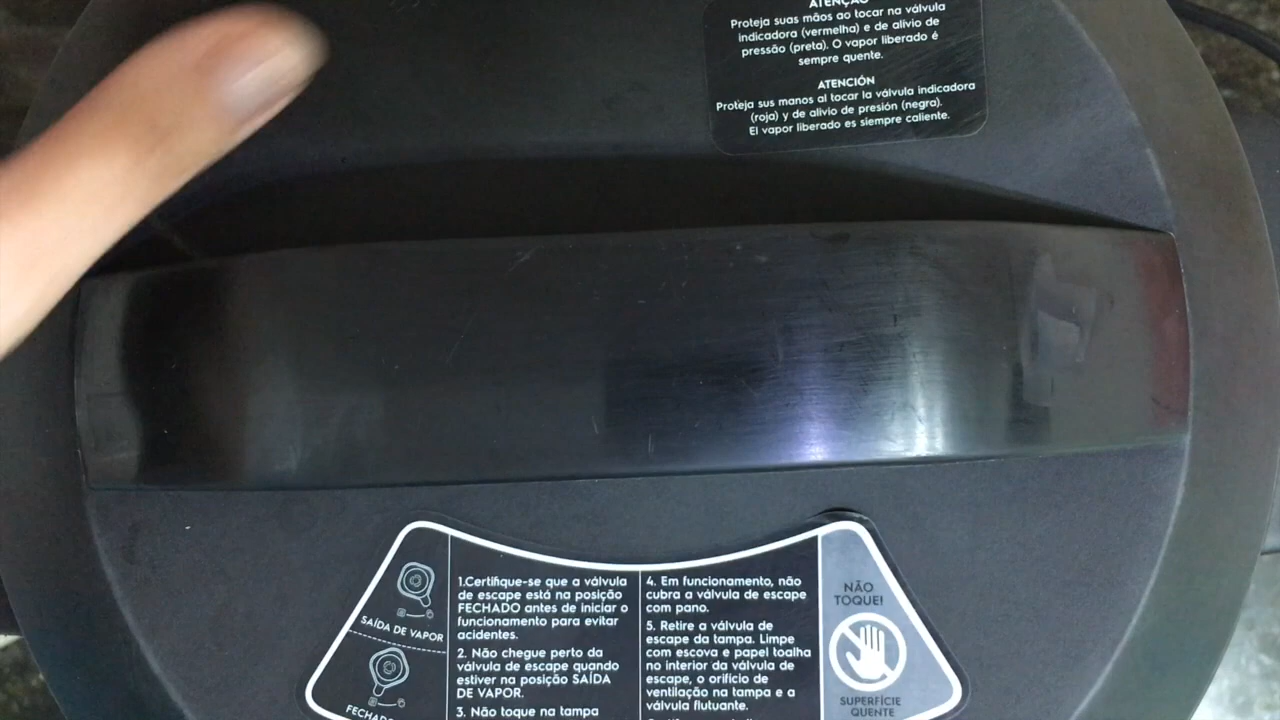 ATENÇÃO
Proteja suas mãos ao tocar na válvula
indicadora (vermelha) e de alívio de
pressão (preta). O vapor liberado é
sempre quente.
ATENCIÓN
Proteja sus manos al tocar la válvula indicadora
(roja) y de alivio de presión (negra).
El vapor liberado es siempre caliente.
SAÍDA DE VAPOR
FECHADO
1.Certifique-se que a válvula
de escape está na posição
FECHADO antes de iniciar o
funcionamento para evitar
acidentes.
2. Não chegue perto da
válvula de escape quando
estiver na posição SAÍDA
DE VAPOR.
3. Não toque na tampa
4. Em funcionamento, não
cubra a válvula de escape
com pano.
5. Retire a válvula de
escape da tampa. Limpe
com escova e papel toalha
no interior da válvula de
escape, o orifício de
ventilação na tampa e a
válvula flutuante.
NÃO
TOQUE!
SUPERFÍCIE
QUENTE